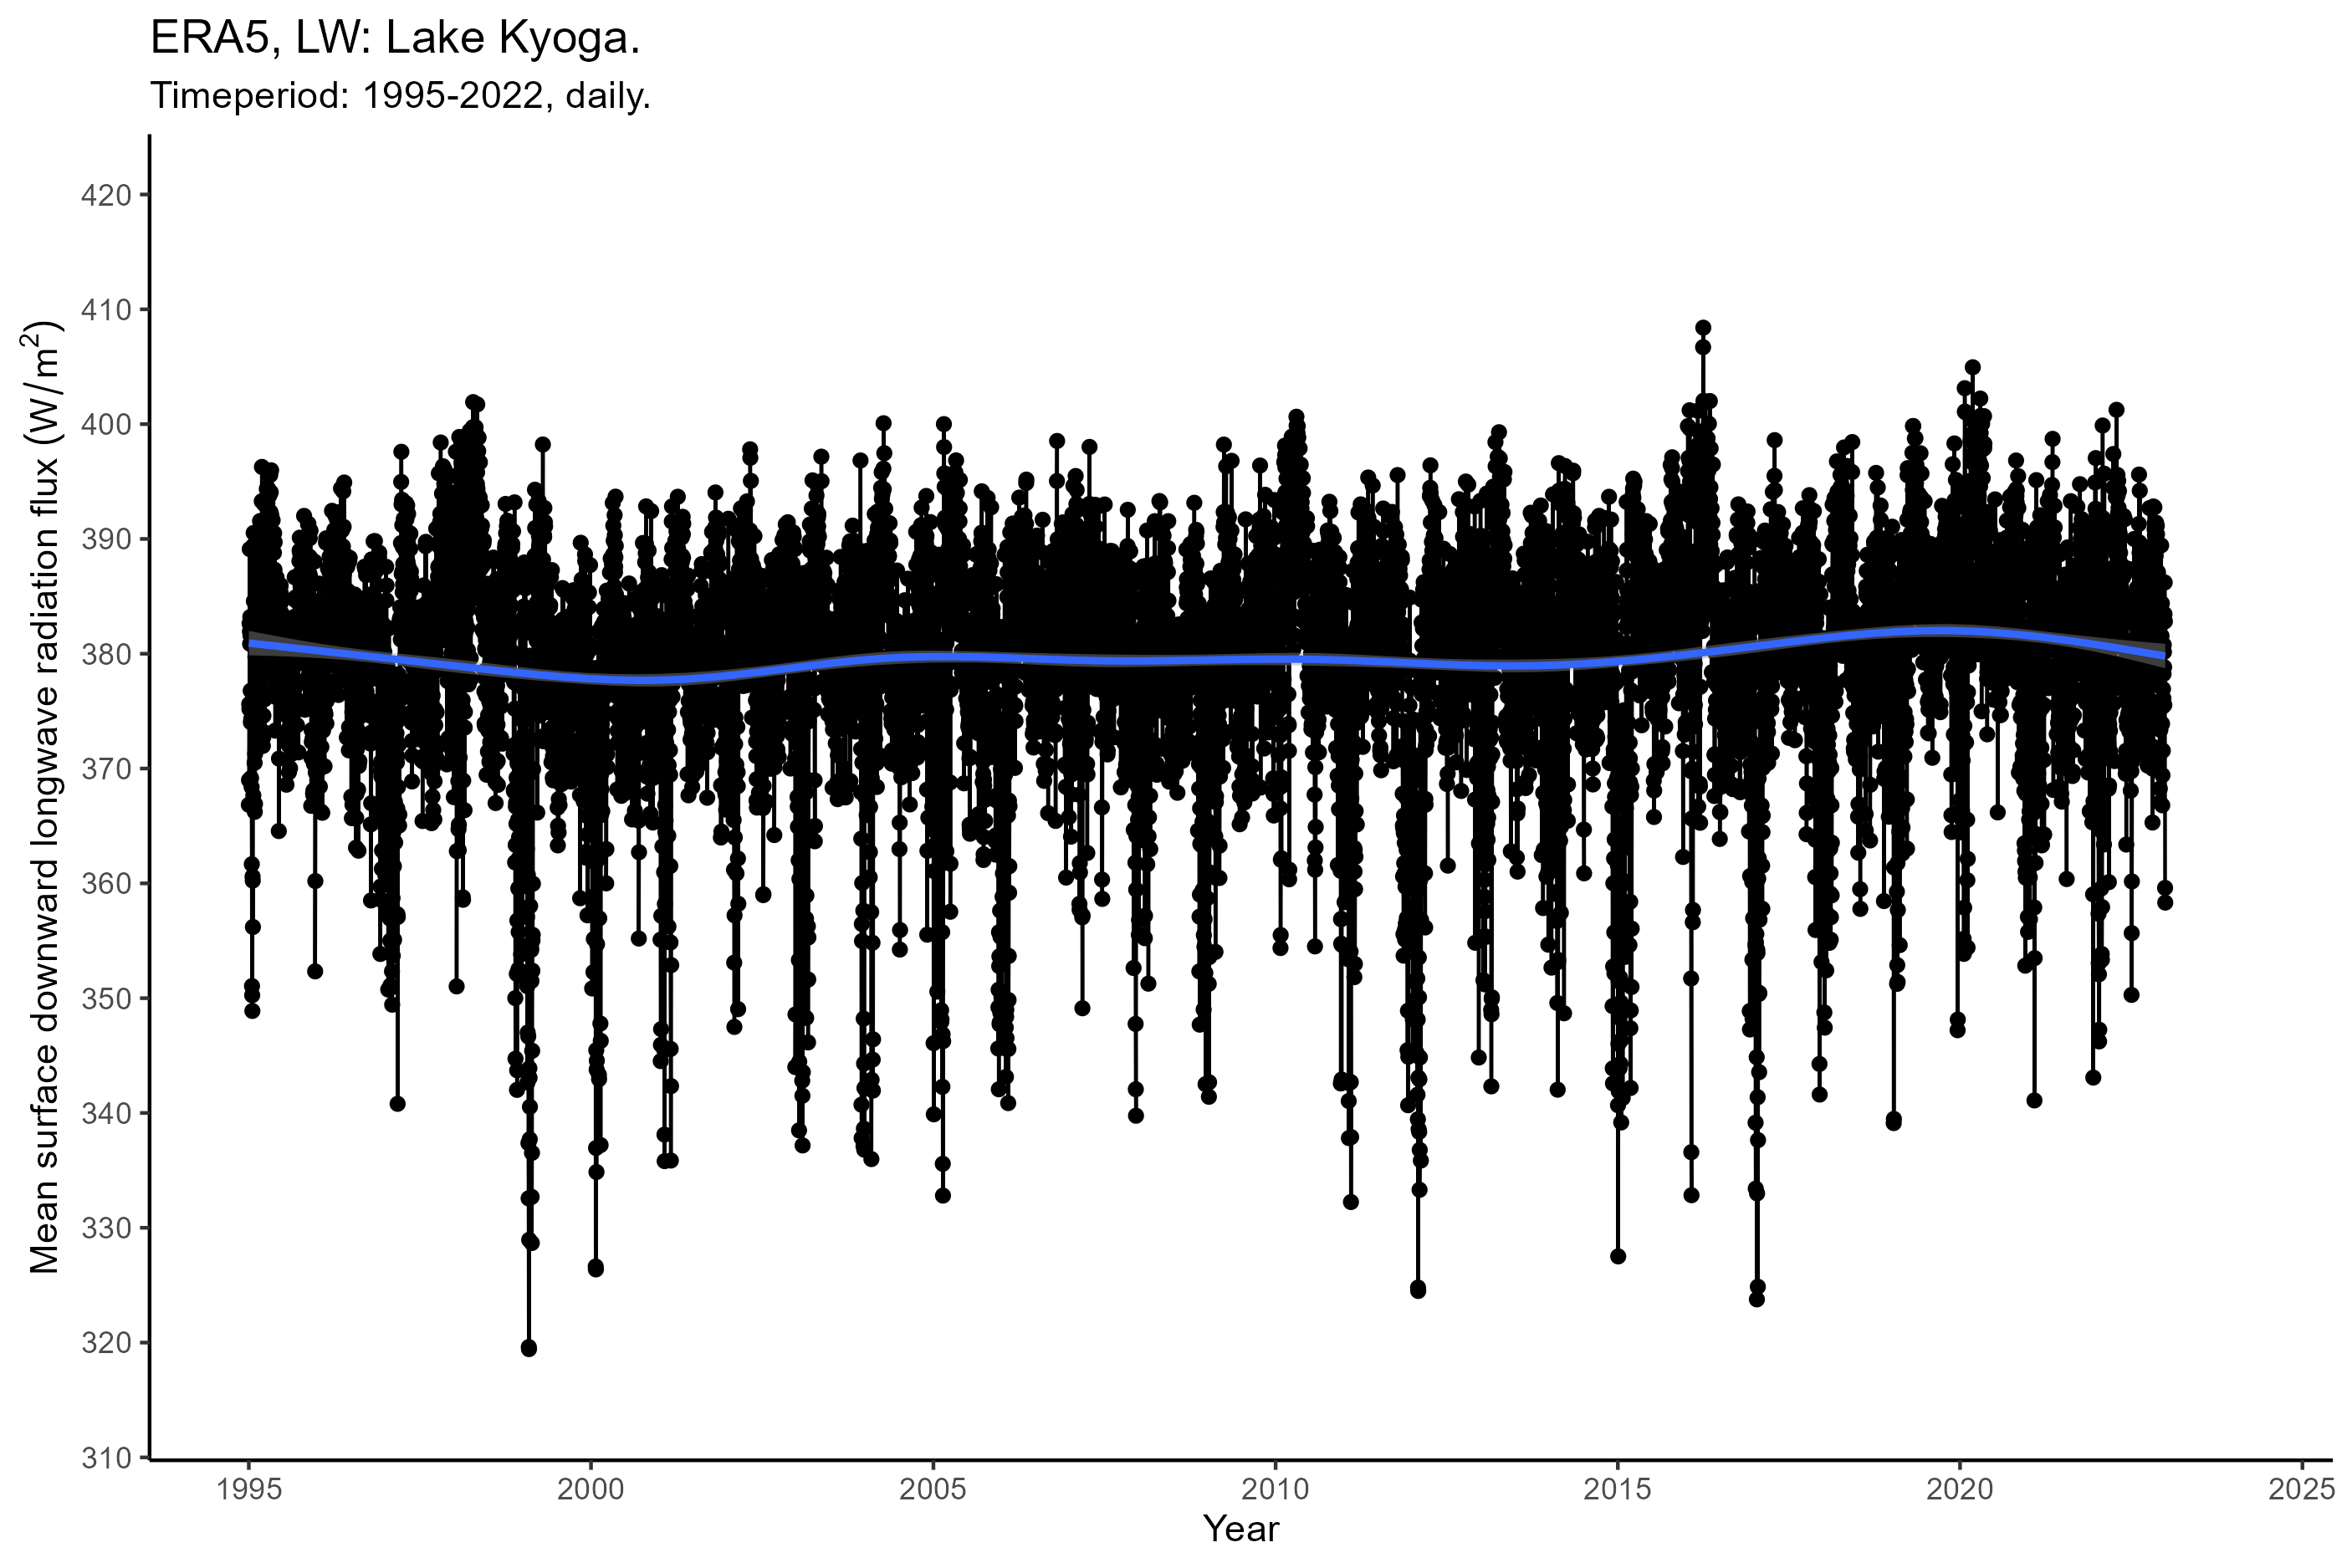 ERA5, LW: Lake Kyoga.
Timeperiod: 1995-2022, daily.
Mean surface downward longwave radiation flux (W/m²)
420
410
400
390
380
370
360
350
340
330
320
310
1995 2000 2005 2010 2015 2020 2025
Year